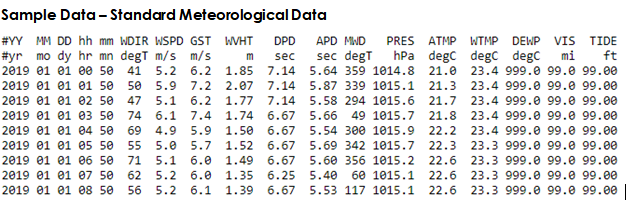 Sample Data – Standard Meteorological Data
#YY MM DD hh mm WDIR WSPD GST WVHT DPD APD MWD PRES ATMP WTMP DEWP VIS TIDE
#yr mo dy hr mn degT m/s m/s m sec sec degT hPa degC degC degC mi ft
2019 01 01 00 50 41 5.2 6.2 1.85 7.14 5.64 359 1014.8 21.0 23.4 999.0 99.0 99.00
2019 01 01 01 50 50 5.9 7.2 2.07 7.14 5.87 339 1015.1 21.3 23.4 999.0 99.0 99.00
2019 01 01 02 50 47 5.1 6.2 1.77 7.14 5.58 294 1015.6 21.7 23.4 999.0 99.0 99.00
2019 01 01 03 50 74 6.1 7.4 1.74 6.67 5.66 49 1015.7 21.8 23.4 999.0 99.0 99.00
2019 01 01 04 50 69 4.9 5.9 1.50 6.67 5.54 300 1015.9 22.2 23.4 999.0 99.0 99.00
2019 01 01 05 50 55 5.0 5.7 1.52 6.67 5.69 342 1015.7 22.3 23.3 999.0 99.0 99.00
2019 01 01 06 50 71 5.1 6.0 1.49 6.67 5.60 356 1015.2 22.6 23.3 999.0 99.0 99.00
2019 01 01 07 50 62 5.2 6.0 1.35 6.25 5.40 60 1015.1 22.6 23.3 999.0 99.0 99.00
2019 01 01 08 50 56 5.2 6.1 1.39 6.67 5.53 117 1015.1 22.6 23.3 999.0 99.0 99.00